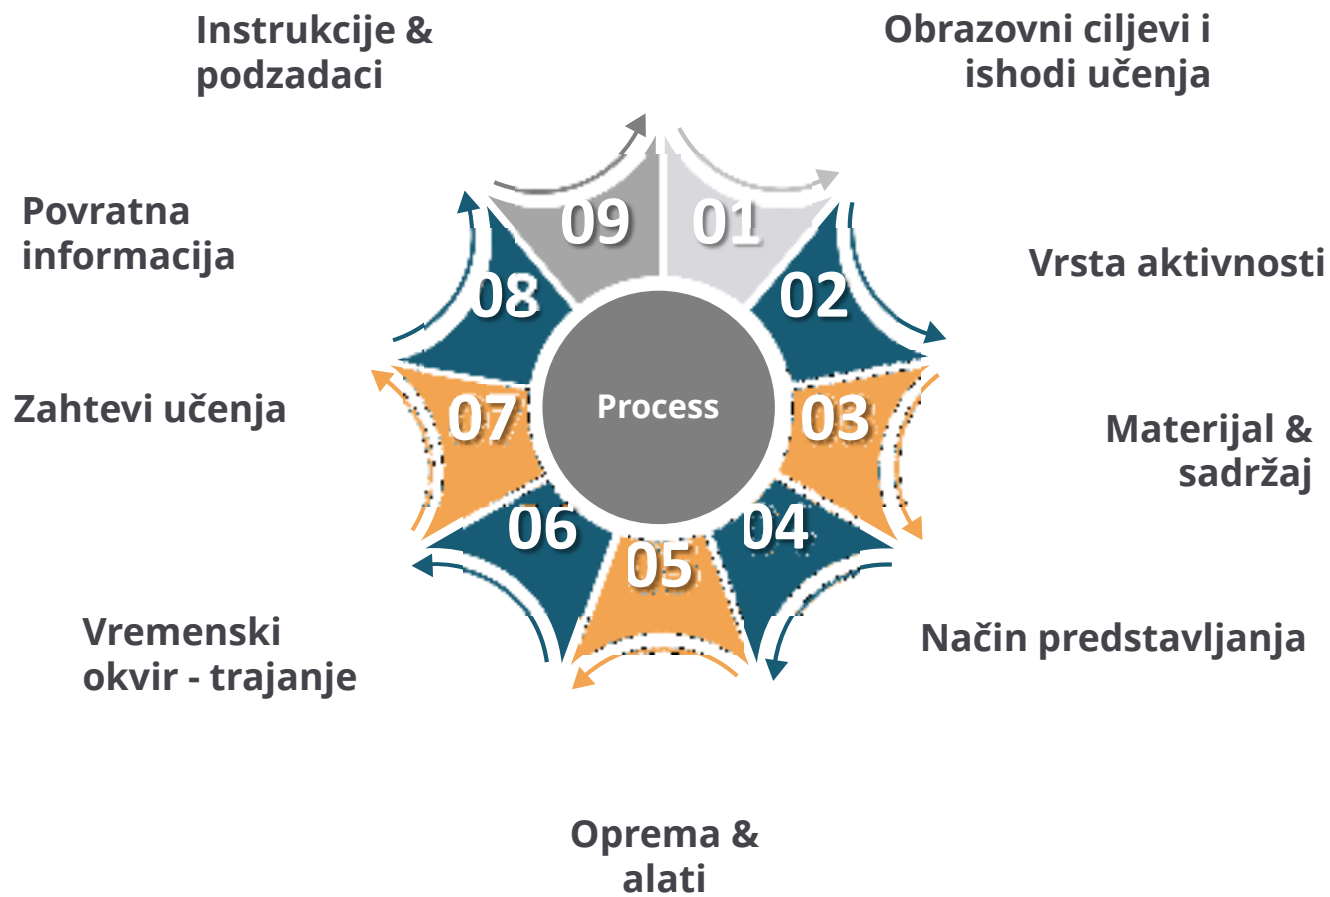 Instrukcije &
podzadaci
Obrazovni ciljevi i
ishodi učenja
Povratna
informacija
Vrsta aktivnosti
Zahtevi učenja
Materijal &
sadržaj
Vremenski
okvir - trajanje
Način predstavljanja
Oprema &
alati
Process
01
02
03
04
05
06
07
08
09